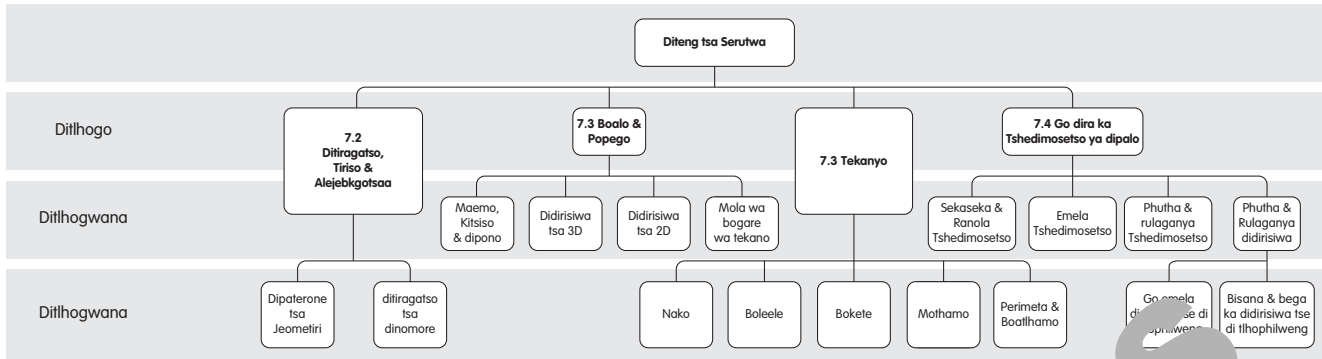 Diteng tsa Serutwa
Ditlhogo
7.2
Ditiragatso,
Tiriso &
Alejebkgotsaa
7.3 Boalo &
Popego
7.3 Tekanyo
7.4 Go dira ka
Tshedimosetso ya dipalo
Ditlhogwana
Maemo,
Kitsiso
& dipono
Didirisiwa
tsa 3D
Didirisiwa
tsa 2D
Mola wa
bogare
wa tekano
Sekaseka &
Ranola
Tshedimosetso
Emela
Tshedimosetso
Phutha &
rulaganya
Tshedimosetso
Phutha &
Rulaganya
didirisiwa
Ditlhogwana
Dipaterone
tsa
Jeometiri
ditiragatso
tsa
dinomore
Nako
Boleele
Bokete
Mothamo
Perimeta &
Boatlhamo
Go emela
tse di
Bisana & bega
ka didirisiwa tse
di tlhophilweng